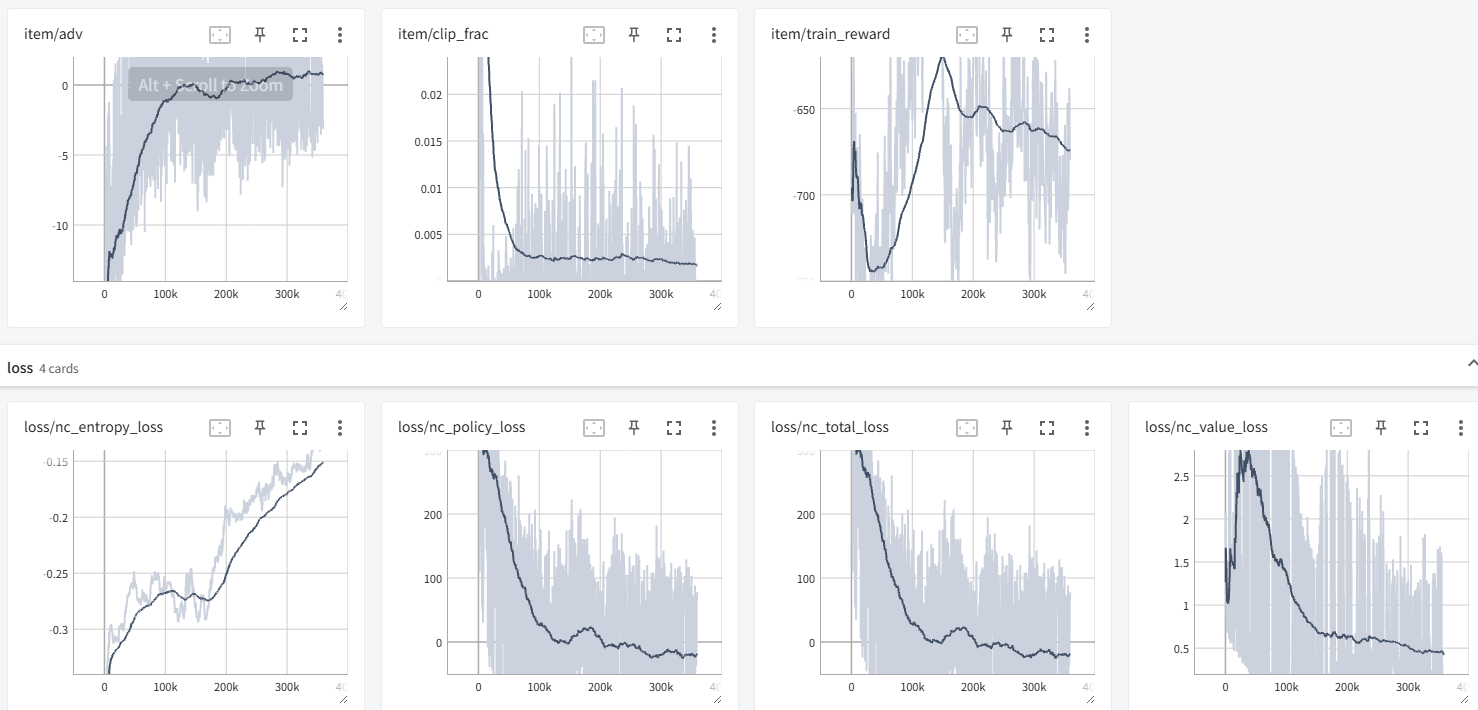 item/adv
item/clip_frac
item/train_reward
Alt + Scroll to Zoom
0
-5
-10
0 100k 200k 300k
0.02
0.015
0.01
0.005
0 100k 200k 300k
-650
-700
0 100k 200k 300k
loss 4 cards
loss/nc_entropy_loss
loss/nc_policy_loss
loss/nc_total_loss
loss/nc_value_loss
-0.15
-0.2
-0.25
-0.3
0 100k 200k 300k
200
100
0
0 100k 200k 300k
200
100
0
0 100k 200k 300k
2.5
2
1.5
1
0.5
0 100k 200k 300k